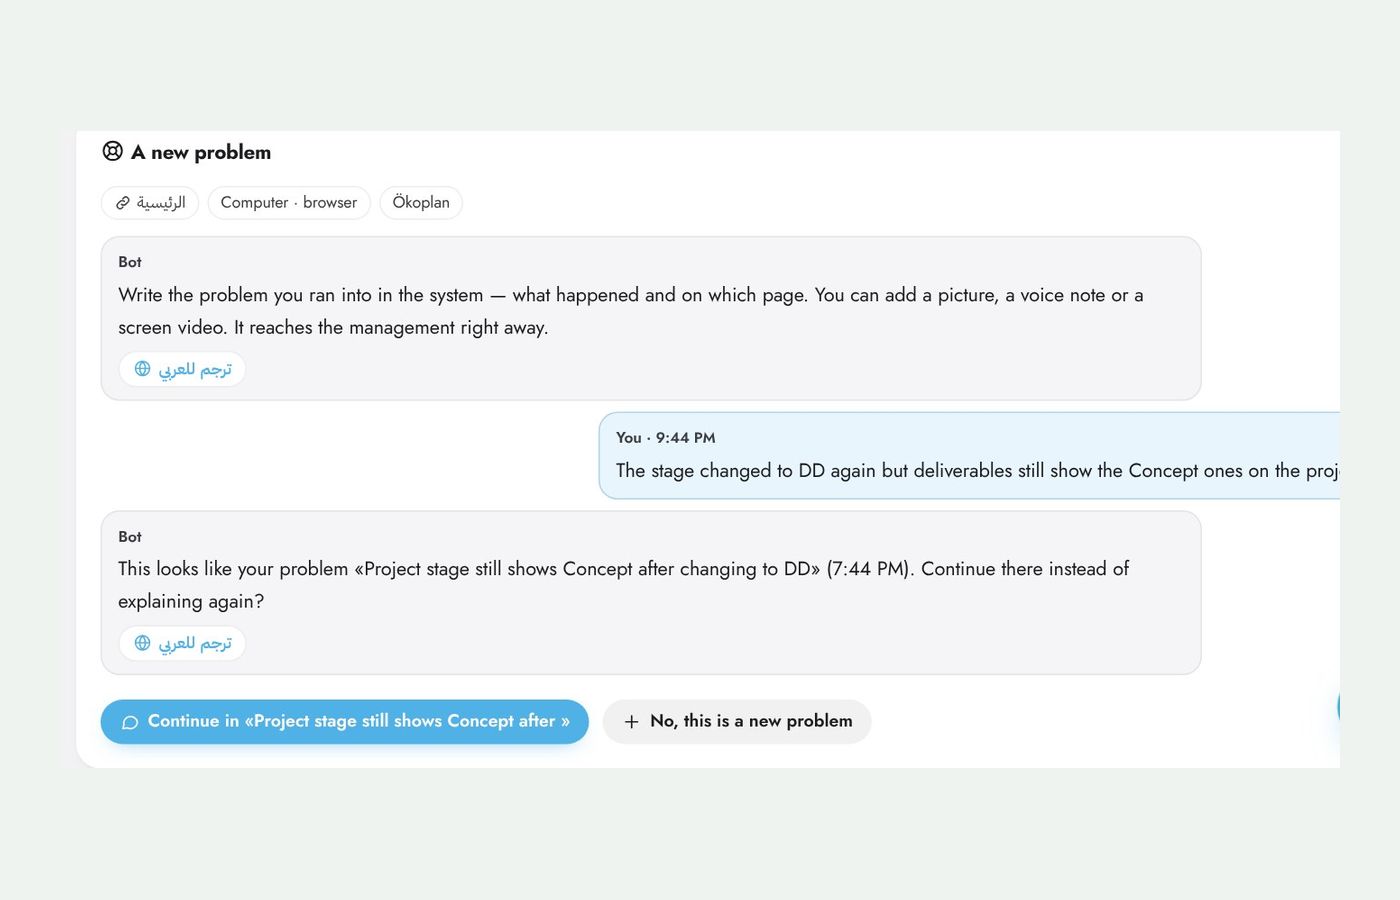 A new problem
الرئيسية
Computer · browser
Ökoplan
Bot
Write the problem you ran into in the system — what happened and on which page. You can add a picture, a voice note or a
screen video. It reaches the management right away.
ترجم للعربي
You · 9:44 PM
The stage changed to DD again but deliverables still show the Concept ones on the
Bot
This looks like your problem «Project stage still shows Concept after changing to DD» (7:44 PM). Continue there instead of
explaining again?
ترجم للعربي
Continue in «Project stage still shows Concept after »
No, this is a new problem